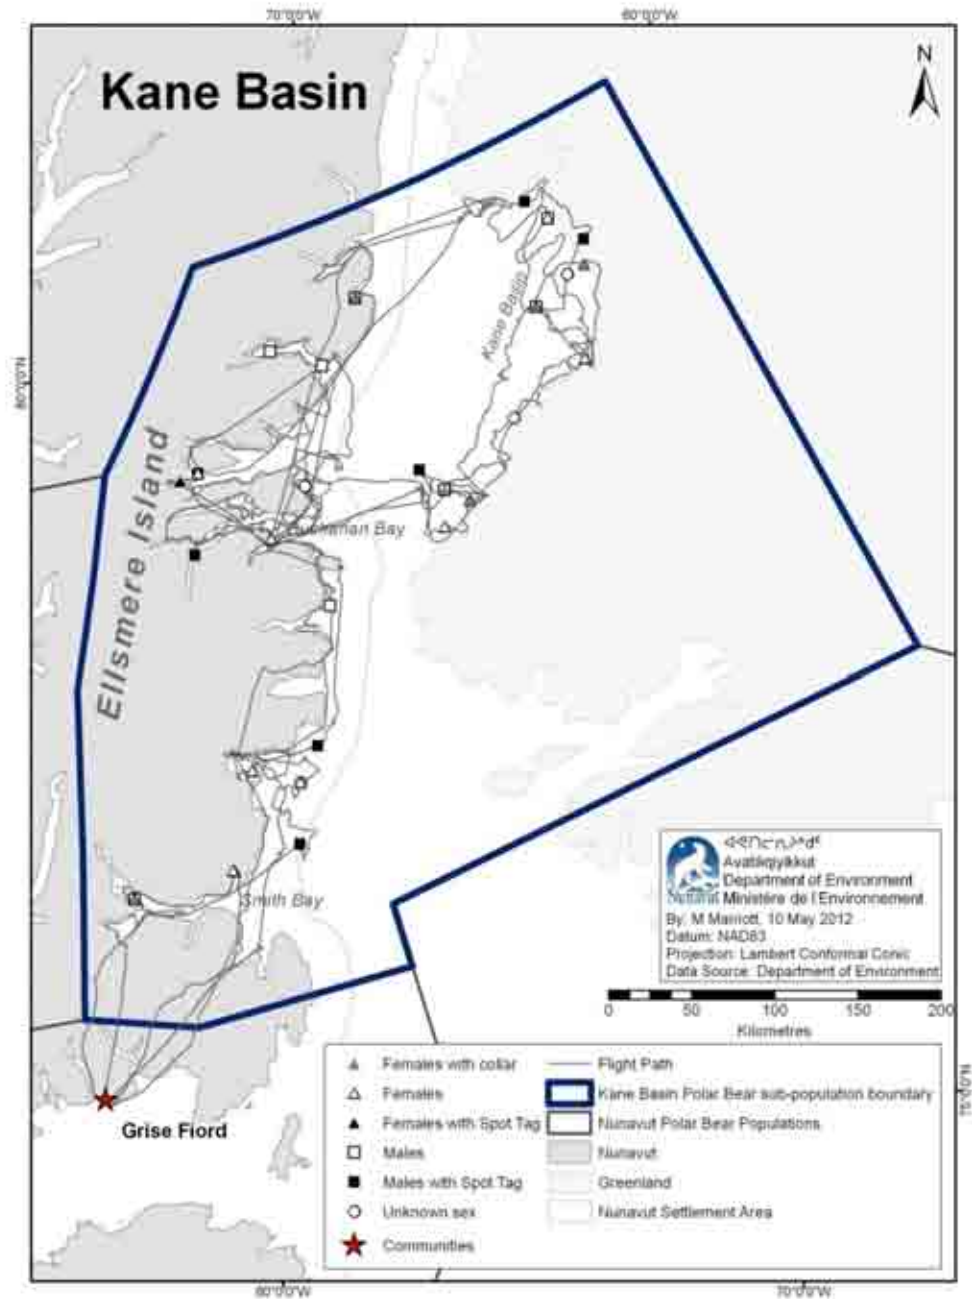 70°0'0"W
60°0'0"W
Kane Basin
N
Kane Basin
80°0'0"N
Ellsmere Island
Buchanan Bay
Smith Bay
Avatiliqiyikkut
Department of Environment
Ministère de l'Environnement
By: M Marriott, 10 May 2012
Datum: NAD83
Projection: Lambert Conformal Conic
Data Source: Department of Environment
0 50 100 150 200
Kilometres
Grise Fiord
Females with collar
Females
Females with Spot Tag
Males
Males with Spot Tag
Unknown sex
Communities
Flight Path
Kane Basin Polar Bear sub-population boundary
Nunavut Polar Bear Populations
Nunavut
Greenland
Nunavut Settlement Area
75°0'0"N
80°0'0"W
70°0'0"W